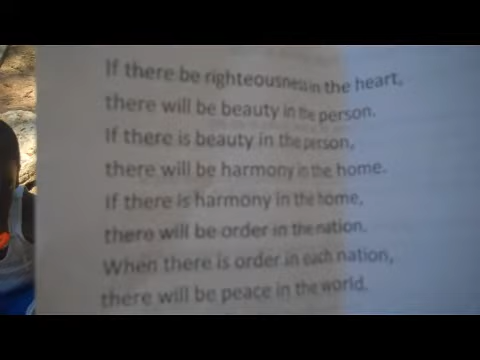 If there be righteousness in the heart,
there will be beauty in the person.
If there is beauty in the person,
there will be harmony in the home.
If there is harmony in the home,
there will be order in the nation.
When there is order in each nation,
there will be peace in the world.